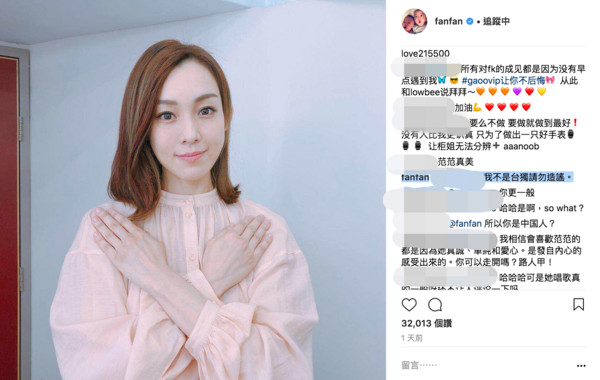 fanfan • 追蹤中
love215500
所有对fk的成见都是因为没有早
点遇到我🦋 😎 #gaoovip让你不后悔🎀 从此
和lowbee说拜拜～🧡🧡🧡💜❤️💛
加油💪❤️❤️❤️❤️
要么不做 要做就做到最好❗
没有人比我更认真 只为了做出一只好手表⌚
⌚ ⌚ 让柜姐无法分辨➕ aaanoob
范范真美
fanfan 我不是台獨請勿造謠。
你更一般
哈哈是啊，so what？
@fanfan 所以你是中国人？
我相信會喜歡范范的
都是因為她真誠、單純和愛心。是發自內心的
感受出來的。你可以走開嗎？路人甲！
哈哈哈可是她唱歌真
32,013 個讚
1 天前
留言⋯⋯